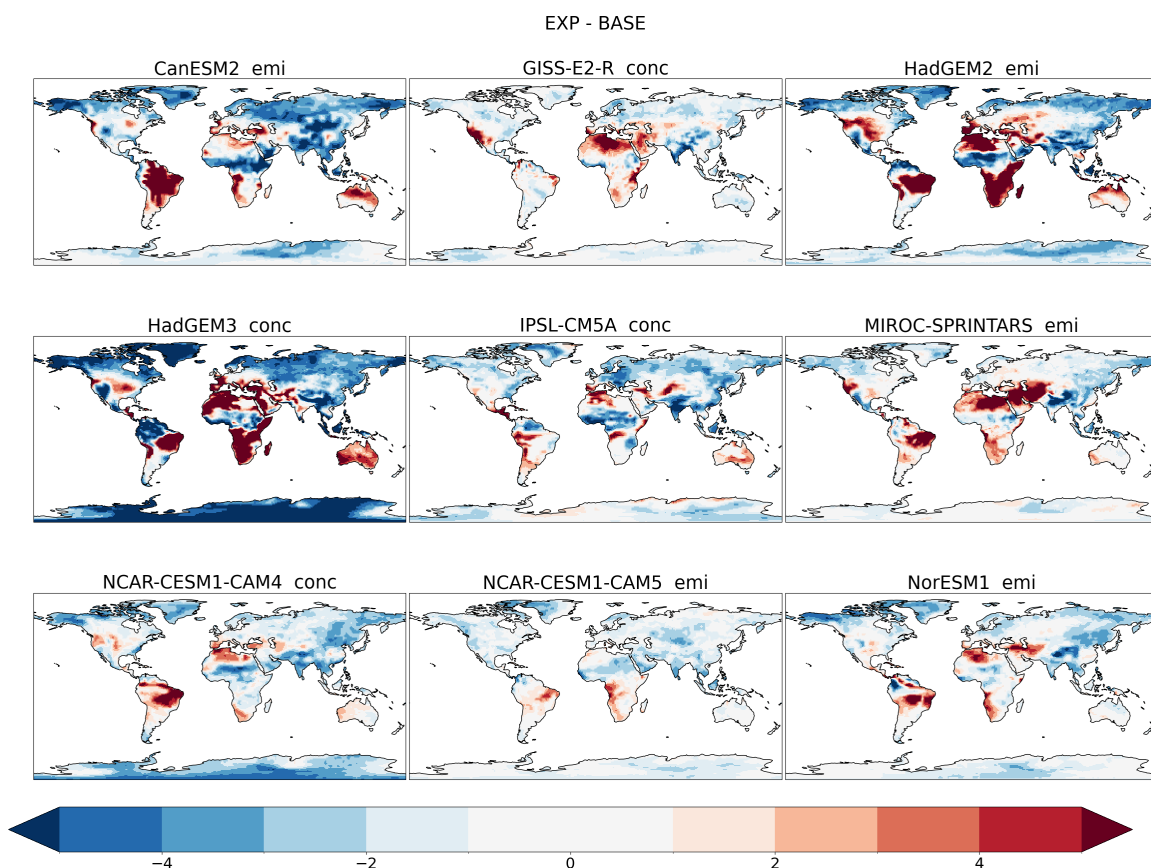 EXP - BASE
CanESM2 emi
GISS-E2-R conc
HadGEM2 emi
HadGEM3 conc
IPSL-CM5A conc
MIROC-SPRINTARS emi
NCAR-CESM1-CAM4 conc
NCAR-CESM1-CAM5 emi
NorESM1 emi
−4 −2 0 2 4